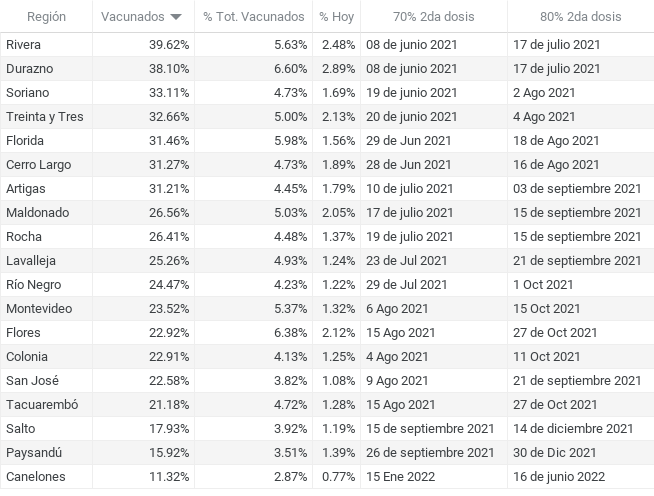 Región Vacunados % Tot. Vacunados % Hoy 70% 2da dosis 80% 2da dosis
Rivera 39.62% 5.63% 2.48% 08 de junio 2021 17 de julio 2021
Durazno 38.10% 6.60% 2.89% 08 de junio 2021 17 de julio 2021
Soriano 33.11% 4.73% 1.69% 19 de junio 2021 2 Ago 2021
Treinta y Tres 32.66% 5.00% 2.13% 20 de junio 2021 4 Ago 2021
Florida 31.46% 5.98% 1.56% 29 de Jun 2021 18 de Ago 2021
Cerro Largo 31.27% 4.73% 1.89% 28 de Jun 2021 16 de Ago 2021
Artigas 31.21% 4.45% 1.79% 10 de julio 2021 03 de septiembre 2021
Maldonado 26.56% 5.03% 2.05% 17 de julio 2021 15 de septiembre 2021
Rocha 26.41% 4.48% 1.37% 19 de julio 2021 15 de septiembre 2021
Lavalleja 25.26% 4.93% 1.24% 23 de Jul 2021 21 de septiembre 2021
Río Negro 24.47% 4.23% 1.22% 29 de Jul 2021 1 Oct 2021
Montevideo 23.52% 5.37% 1.32% 6 Ago 2021 15 Oct 2021
Flores 22.92% 6.38% 2.12% 15 Ago 2021 27 de Oct 2021
Colonia 22.91% 4.13% 1.25% 4 Ago 2021 11 Oct 2021
San José 22.58% 3.82% 1.08% 9 Ago 2021 21 de septiembre 2021
Tacuarembó 21.18% 4.72% 1.28% 15 Ago 2021 27 de Oct 2021
Salto 17.93% 3.92% 1.19% 15 de septiembre 2021 14 de diciembre 2021
Paysandú 15.92% 3.51% 1.39% 26 de septiembre 2021 30 de Dic 2021
Canelones 11.32% 2.87% 0.77% 15 Ene 2022 16 de junio 2022